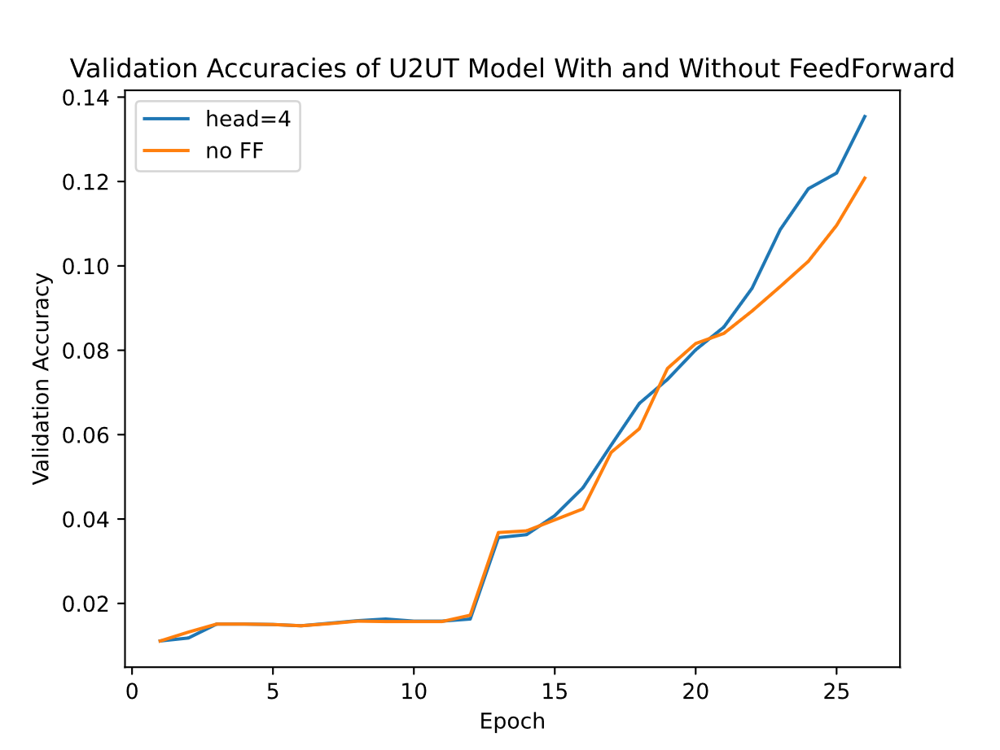 Validation Accuracies of U2UT Model With and Without FeedForward
head=4
no FF
0.14
0.12
0.10
0.08
0.06
0.04
0.02
Validation Accuracy
0 5 10 15 20 25
Epoch